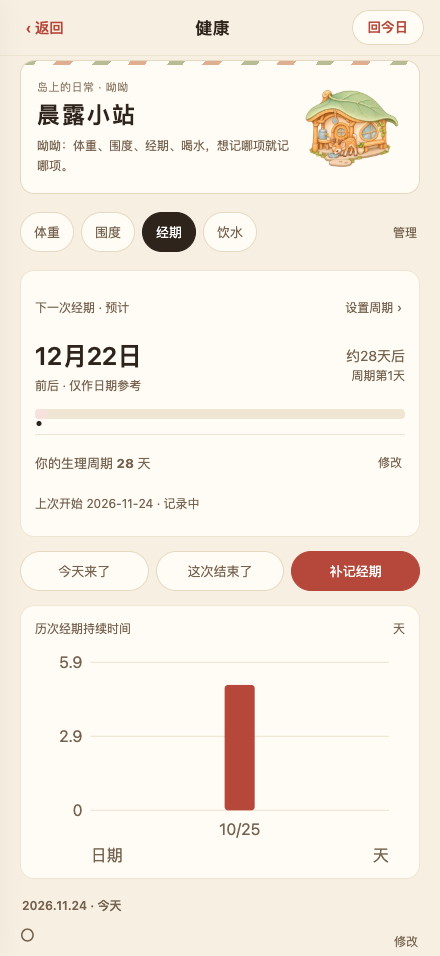 ‹ 返回
健康
回今日
岛上的日常 · 呦呦
晨露小站
呦呦：体重、围度、经期、喝水，想记哪项就记
哪项。
体重
围度
经期
饮水
管理
下一次经期 · 预计
设置周期 ›
12月22日
约28天后
前后 · 仅作日期参考
周期第1天
你的生理周期 28 天
修改
上次开始 2026-11-24 · 记录中
今天来了
这次结束了
补记经期
历次经期持续时间
天
5.9
2.9
0
10/25
日期
天
2026.11.24 · 今天
修改